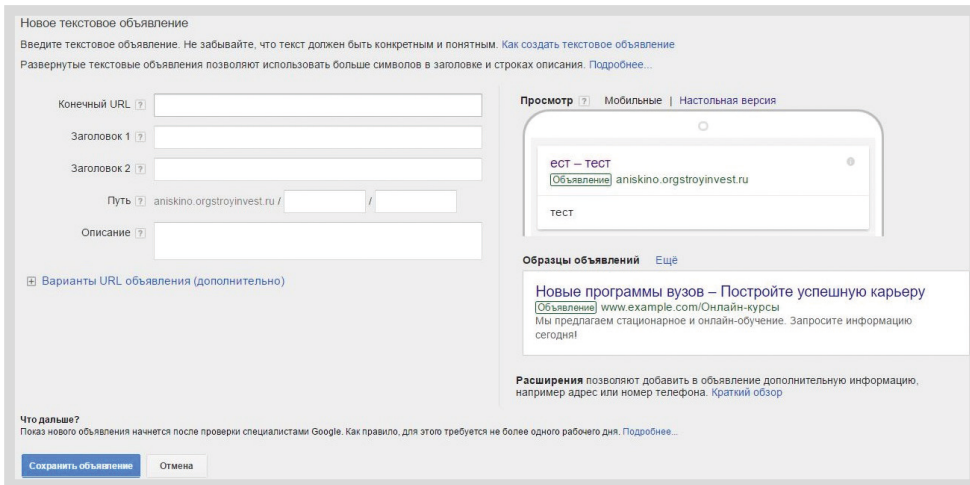 Новое текстовое объявление
Введите текстовое объявление. Не забывайте, что текст должен быть конкретным и понятным. Как создать текстовое объявление
Развернутые текстовые объявления позволяют использовать больше символов в заголовке и строках описания. Подробнее...
Конечный URL ?
Заголовок 1 ?
Заголовок 2 ?
Путь ? aniskino.orgstroyinvest.ru / /
Описание ?
Варианты URL объявления (дополнительно)
Просмотр ? Мобильные | Настольная версия
ест – тест
Объявление aniskino.orgstroyinvest.ru
тест
Образцы объявлений Ещё
Новые программы вузов – Постройте успешную карьеру
Объявление www.example.com/Онлайн-курсы
Мы предлагаем стационарное и онлайн-обучение. Запросите информацию
сегодня!
Расширения позволяют добавить в объявление дополнительную информацию,
например адрес или номер телефона. Краткий обзор
Что дальше?
Показ нового объявления начнется после проверки специалистами Google. Как правило, для этого требуется не более одного рабочего дня. Подробнее...
Сохранить объявление Отмена